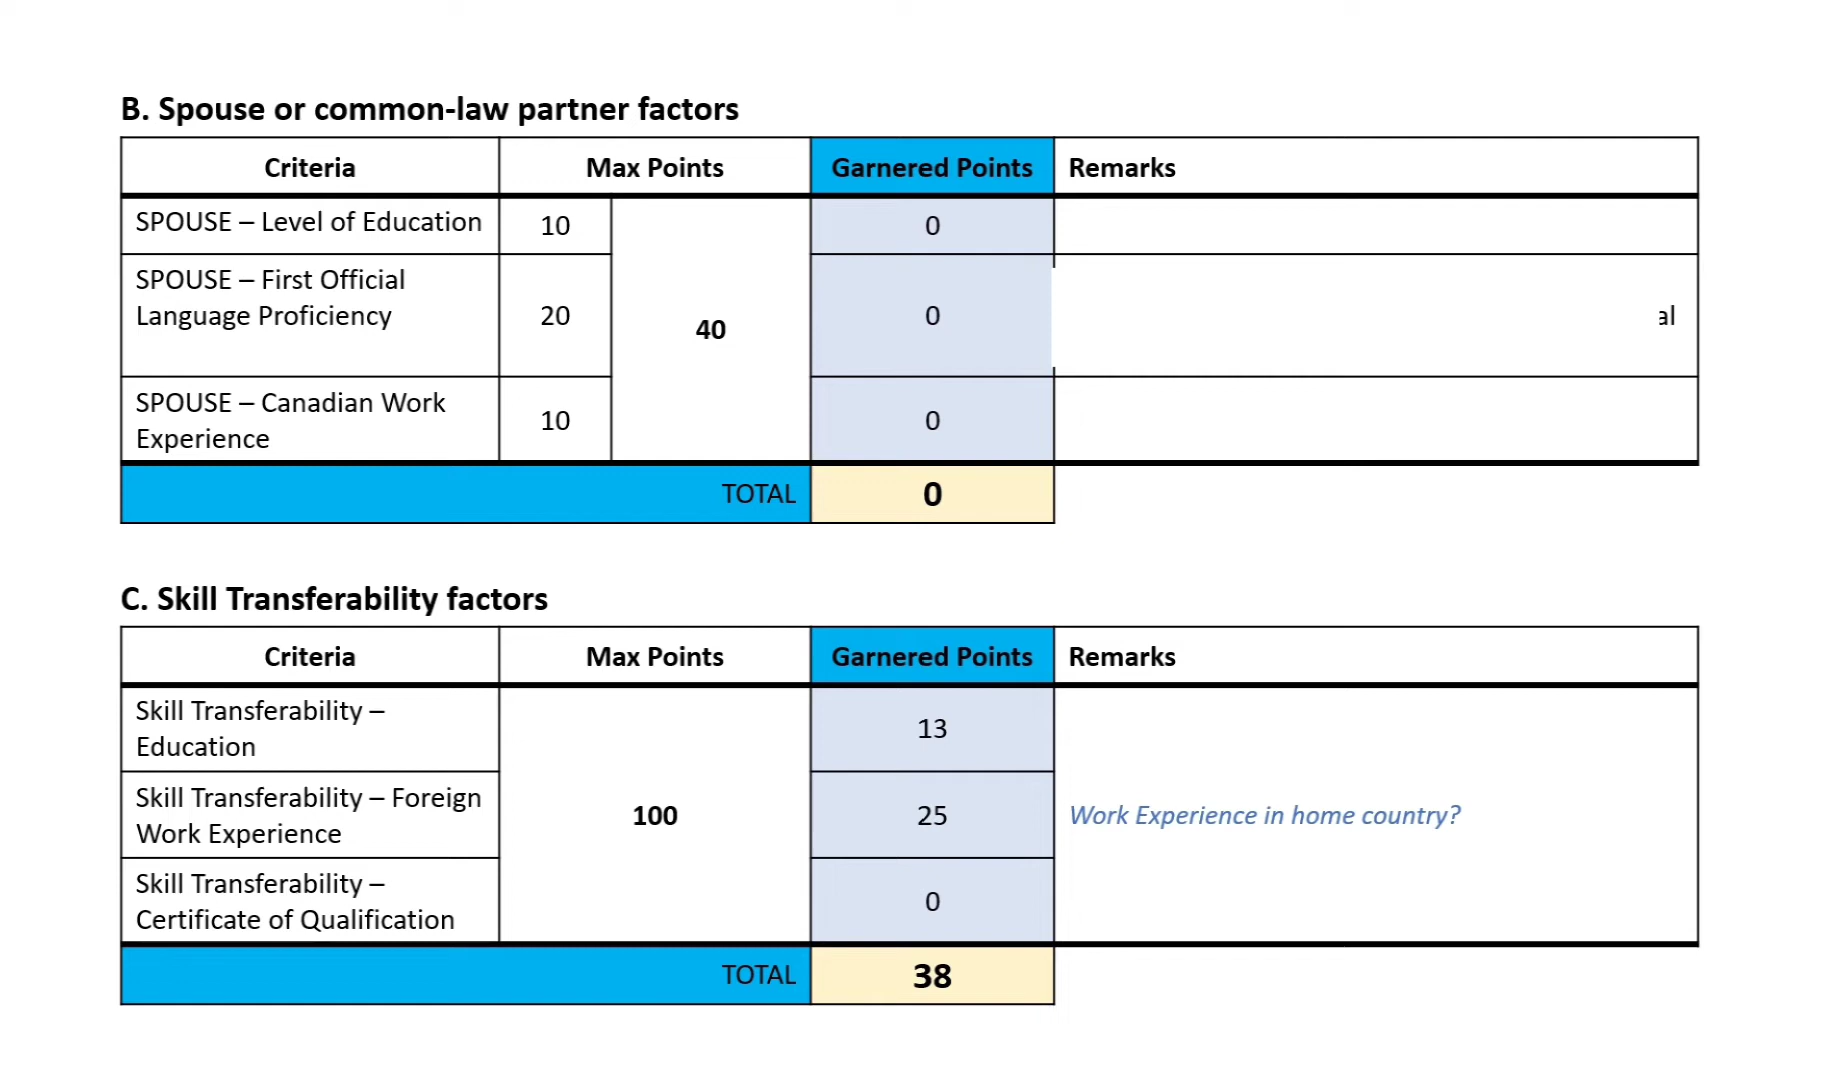 B. Spouse or common-law partner factors
Criteria Max Points Garnered Points Remarks
SPOUSE – Level of Education 10 0
SPOUSE – First Official
Language Proficiency 20 0 al
40
SPOUSE – Canadian Work
Experience 10 0
TOTAL 0
C. Skill Transferability factors
Criteria Max Points Garnered Points Remarks
Skill Transferability –
Education 13
Skill Transferability – Foreign
Work Experience 100 25 Work Experience in home country?
Skill Transferability –
Certificate of Qualification 0
TOTAL 38